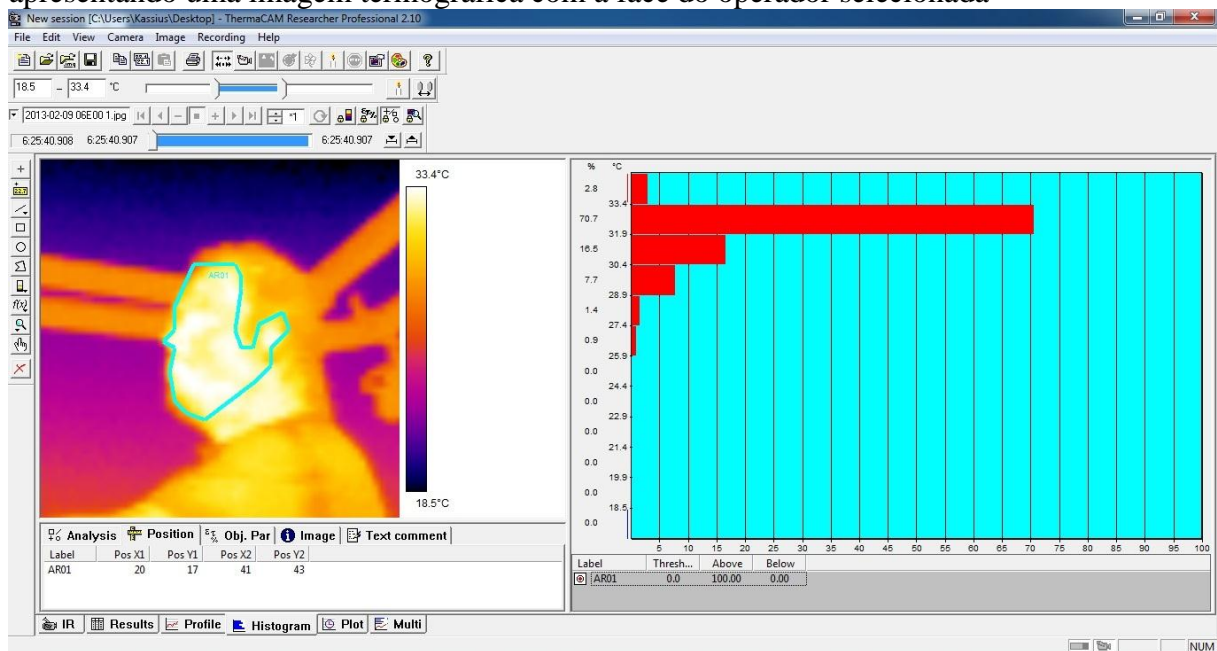 apresentando uma imagem termográfica com a face do operador selecionada
New session [C:\Users\Kassius\Desktop] - ThermaCAM Researcher Professional 2.10
File Edit View Camera Image Recording Help
18.5 - 33.4 °C
2013-02-09 06E00 1.jpg *1
6:25:40.908 6:25:40.907 6:25:40.907
33.4°C
AR01
18.5°C
% °C
2.8
33.4
70.7
31.9
16.5
30.4
7.7
28.9
1.4
27.4
0.9
25.9
0.0
24.4
0.0
22.9
0.0
21.4
0.0
19.9
0.0
18.5
0.0
5 10 15 20 25 30 35 40 45 50 55 60 65 70 75 80 85 90 95 100
Analysis Position Obj. Par Image Text comment
Label Pos X1 Pos Y1 Pos X2 Pos Y2
AR01 20 17 41 43
Label Thresh... Above Below
AR01 0.0 100.00 0.00
IR Results Profile Histogram Plot Multi
NUM